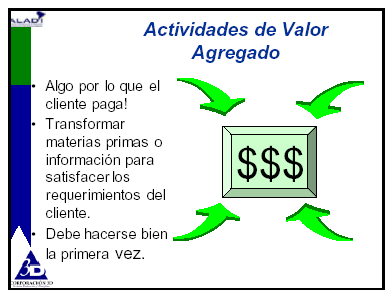 ALADI
Actividades de Valor
Agregado
• Algo por lo que el
cliente paga!
• Transformar
materias primas o
información para
satisfacer los
requerimientos del
cliente.
• Debe hacerse bien
la primera vez.
$$$
3D
CORPORACION 3D